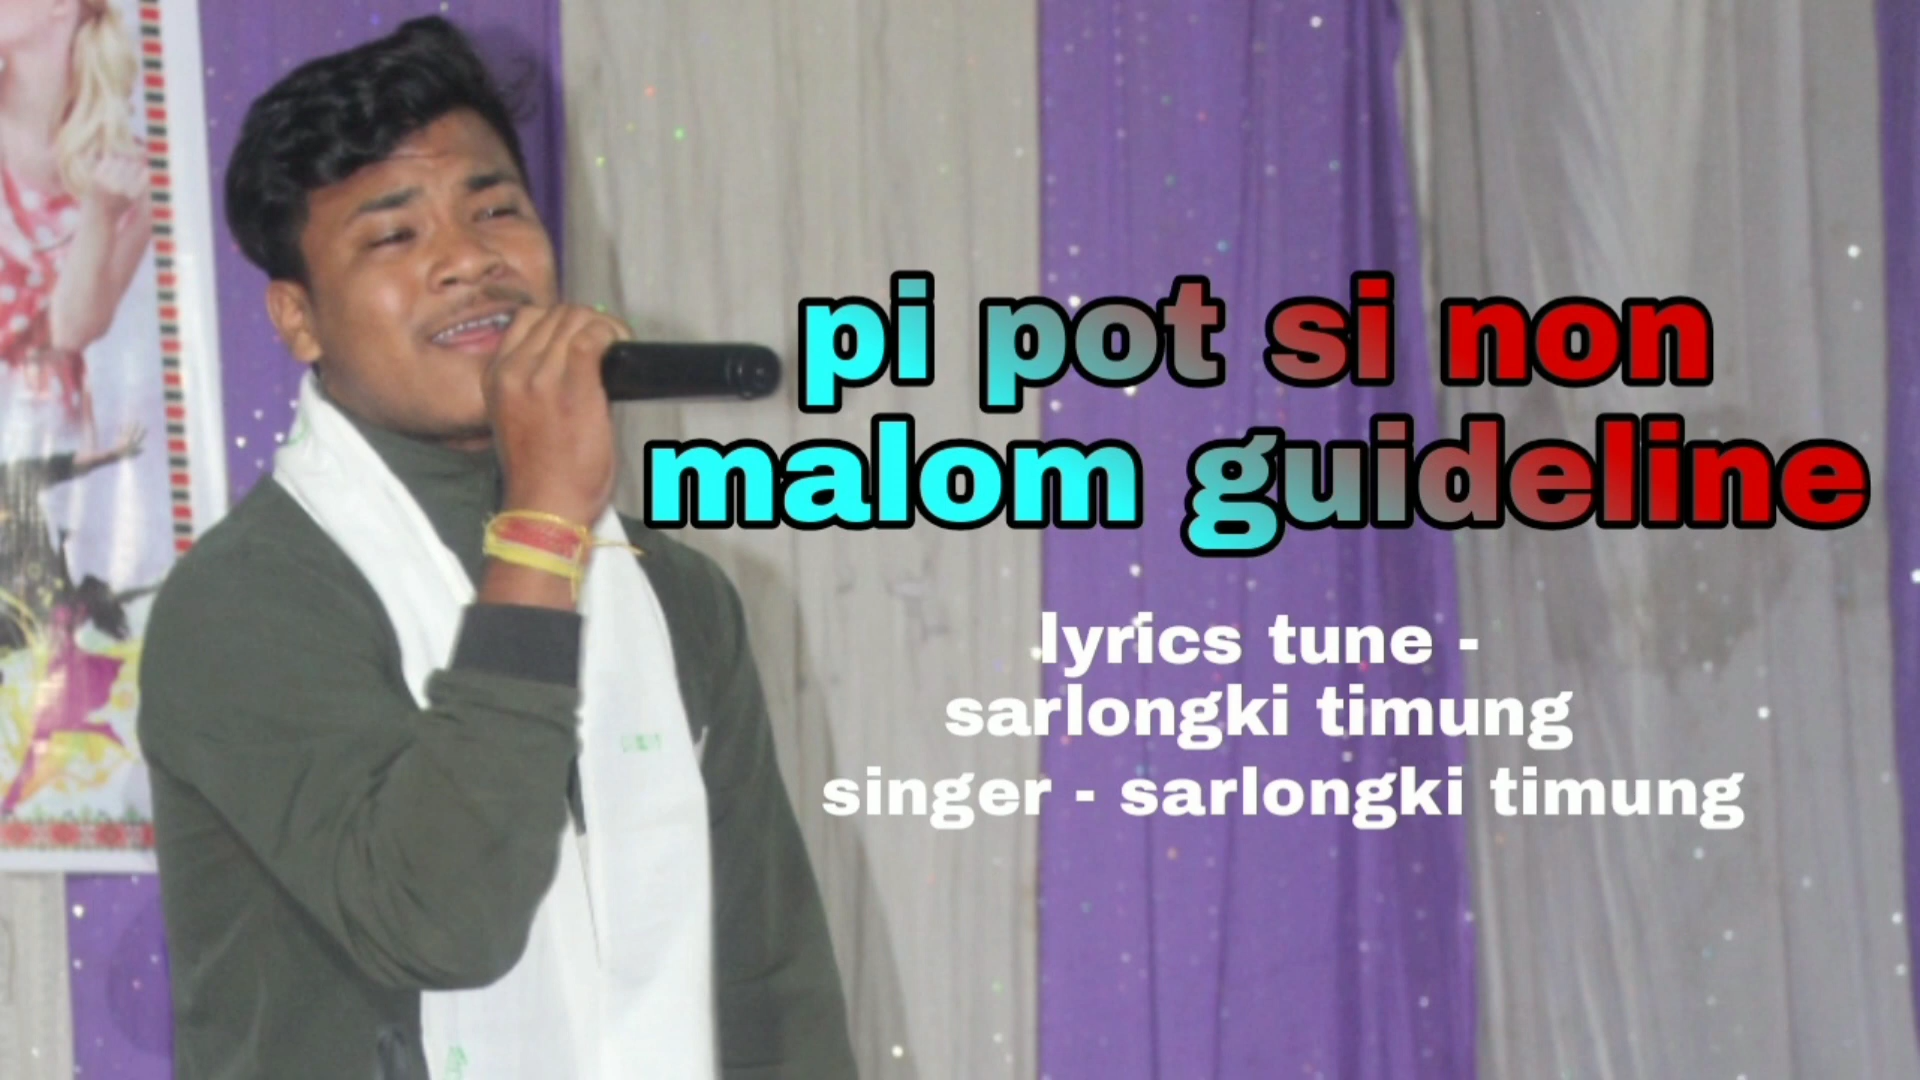 pi pot si non
malom guideline
lyrics tune -
sarlongki timung
singer - sarlongki timung